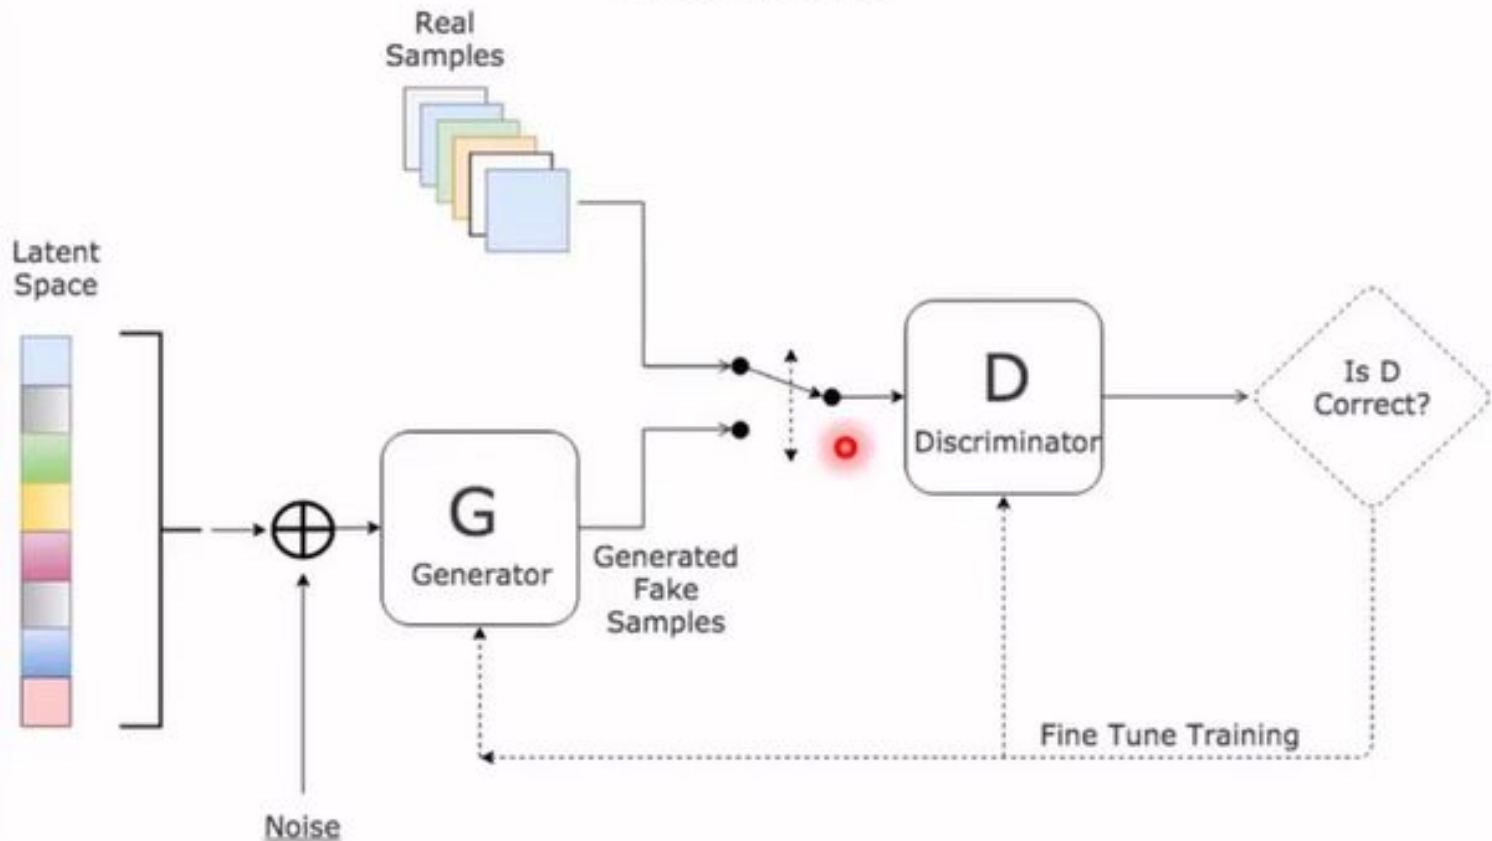 Real
Samples
Latent
Space
G
Generator
Generated
Fake
Samples
D
Discriminator
Is D
Correct?
Fine Tune Training
Noise